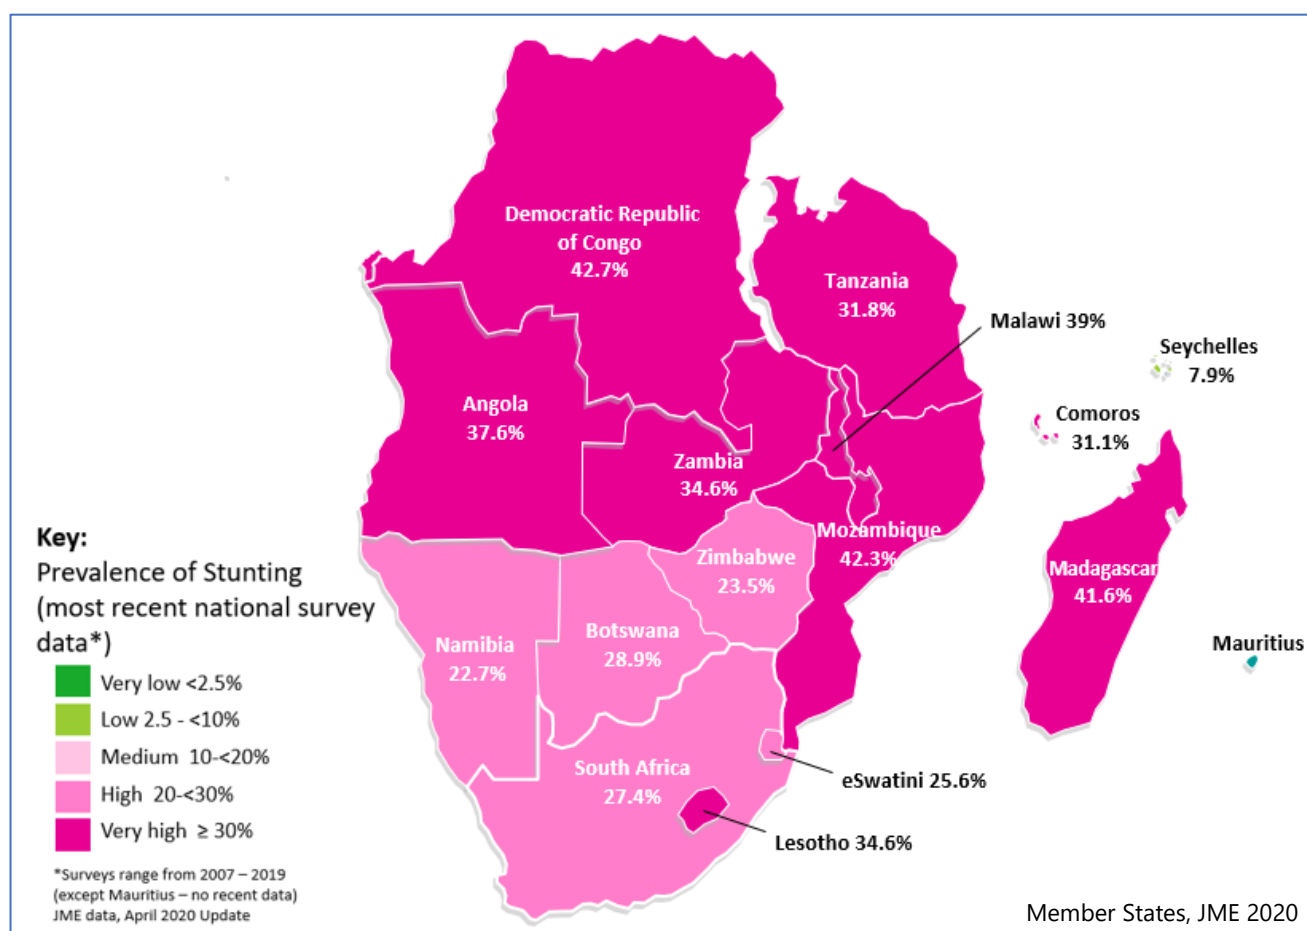 Democratic Republic
of Congo
42.7%
Tanzania
31.8%
Malawi 39%
Seychelles
7.9%
Angola
37.6%
Comoros
31.1%
Zambia
34.6%
Mozambique
42.3%
Zimbabwe
23.5%
Madagascar
41.6%
Namibia
22.7%
Botswana
28.9%
Mauritius
South Africa
27.4%
eSwatini 25.6%
Lesotho 34.6%
Key:
Prevalence of Stunting
(most recent national survey
data*)
Very low <2.5%
Low 2.5 - <10%
Medium 10-<20%
High 20-<30%
Very high ≥ 30%
*Surveys range from 2007 – 2019
(except Mauritius – no recent data)
JME data, April 2020 Update
Member States, JME 2020